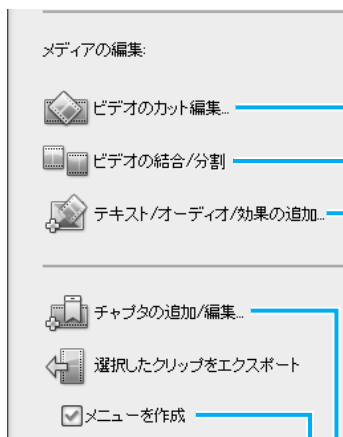 メディアの編集:
ビデオのカット編集...
ビデオの結合/分割
テキスト/オーディオ/効果の追加...
チャプタの追加/編集...
選択したクリップをエクスポート
メニューを作成